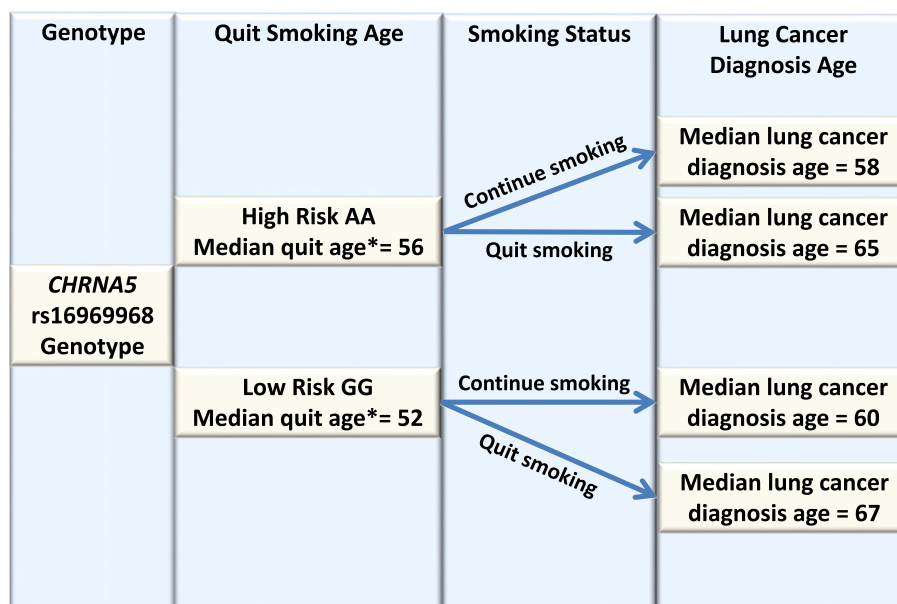 Genotype
Quit Smoking Age
Smoking Status
Lung Cancer
Diagnosis Age
CHRNA5
rs16969968
Genotype
High Risk AA
Median quit age*= 56
Continue smoking
Quit smoking
Median lung cancer
diagnosis age = 58
Median lung cancer
diagnosis age = 65
Low Risk GG
Median quit age*= 52
Continue smoking
Quit smoking
Median lung cancer
diagnosis age = 60
Median lung cancer
diagnosis age = 67